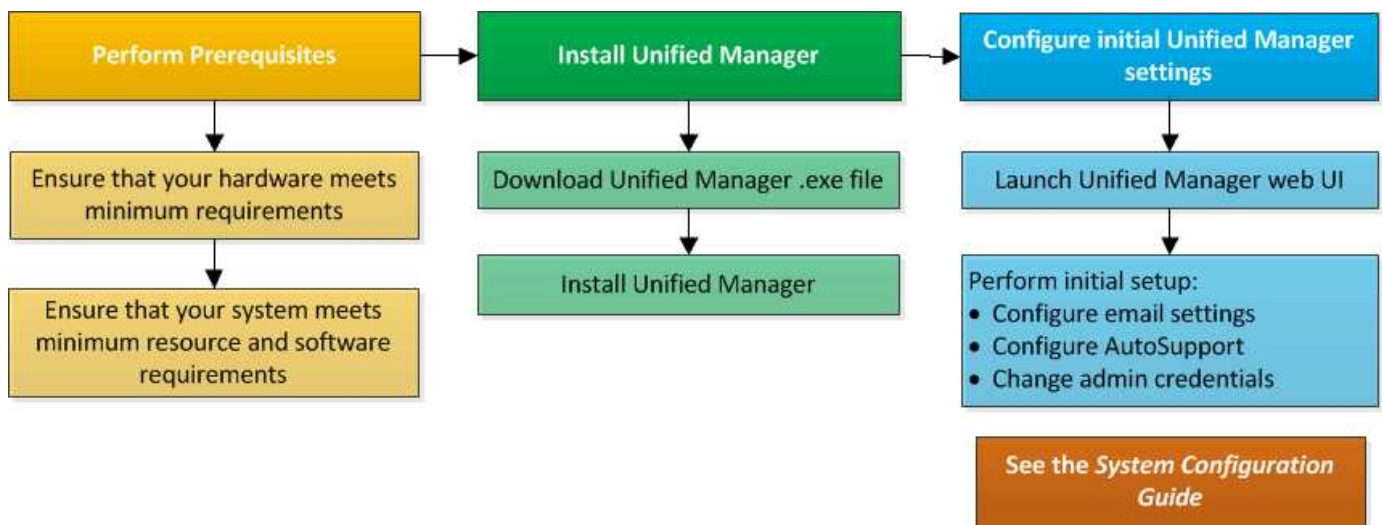 Perform Prerequisites
Install Unified Manager
Configure initial Unified Manager
settings
Ensure that your hardware meets
minimum requirements
Ensure that your system meets
minimum resource and software
requirements
Download Unified Manager .exe file
Install Unified Manager
Launch Unified Manager web UI
Perform initial setup:
• Configure email settings
• Configure AutoSupport
• Change admin credentials
See the System Configuration
Guide